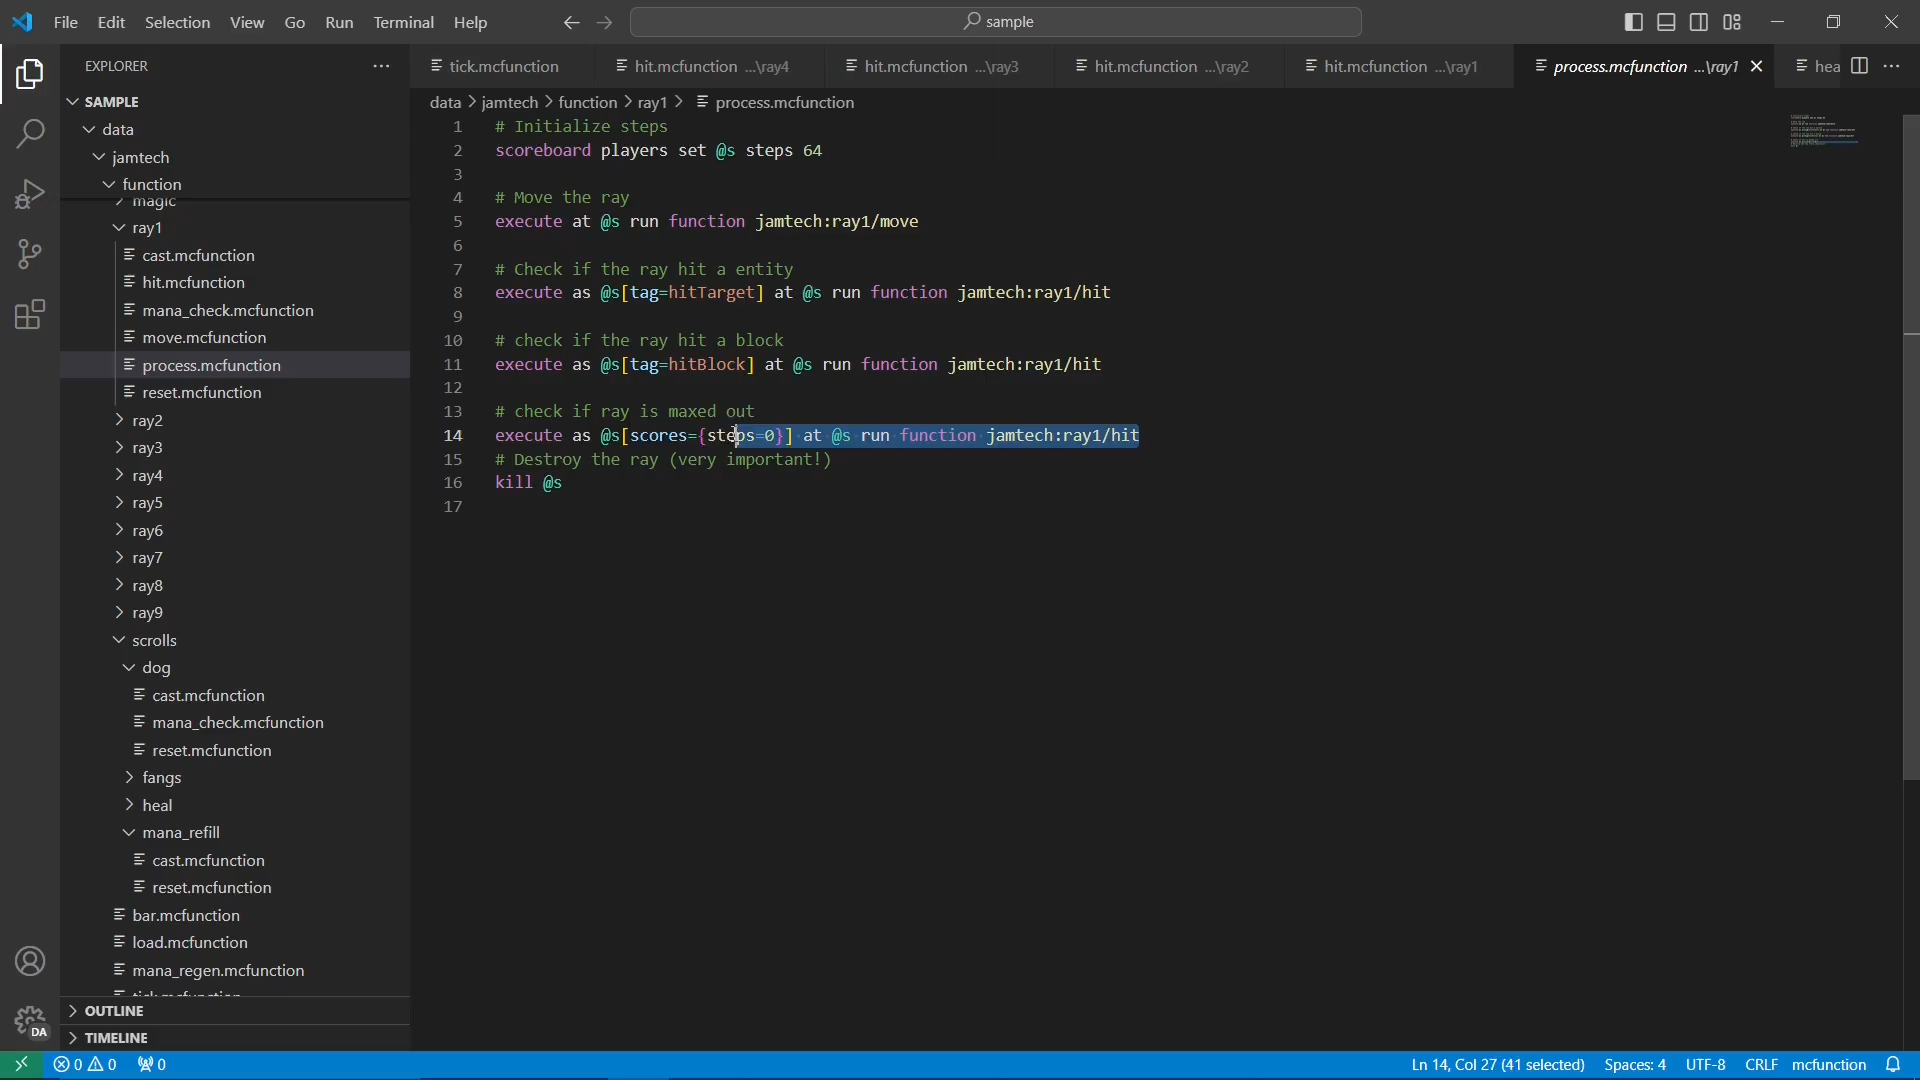 File Edit Selection View Go Run Terminal Help
sample
EXPLORER
SAMPLE
data
jamtech
function
magic
ray1
cast.mcfunction
hit.mcfunction
mana_check.mcfunction
move.mcfunction
process.mcfunction
reset.mcfunction
ray2
ray3
ray4
ray5
ray6
ray7
ray8
ray9
scrolls
dog
cast.mcfunction
mana_check.mcfunction
reset.mcfunction
fangs
heal
mana_refill
cast.mcfunction
reset.mcfunction
bar.mcfunction
load.mcfunction
mana_regen.mcfunction
tick.mcfunction
OUTLINE
TIMELINE
tick.mcfunction hit.mcfunction ...\ray4 hit.mcfunction ...\ray3 hit.mcfunction ...\ray2 hit.mcfunction ...\ray1 process.mcfunction ...\ray1 hea
data > jamtech > function > ray1 > process.mcfunction
1 # Initialize steps
2 scoreboard players set @s steps 64
3
4 # Move the ray
5 execute at @s run function jamtech:ray1/move
6
7 # Check if the ray hit a entity
8 execute as @s[tag=hitTarget] at @s run function jamtech:ray1/hit
9
10 # check if the ray hit a block
11 execute as @s[tag=hitBlock] at @s run function jamtech:ray1/hit
12
13 # check if ray is maxed out
14 execute as @s[scores={steps=0}] at @s run function jamtech:ray1/hit
15 # Destroy the ray (very important!)
16 kill @s
17
DA
0 0 0 Ln 14, Col 27 (41 selected) Spaces: 4 UTF-8 CRLF mcfunction